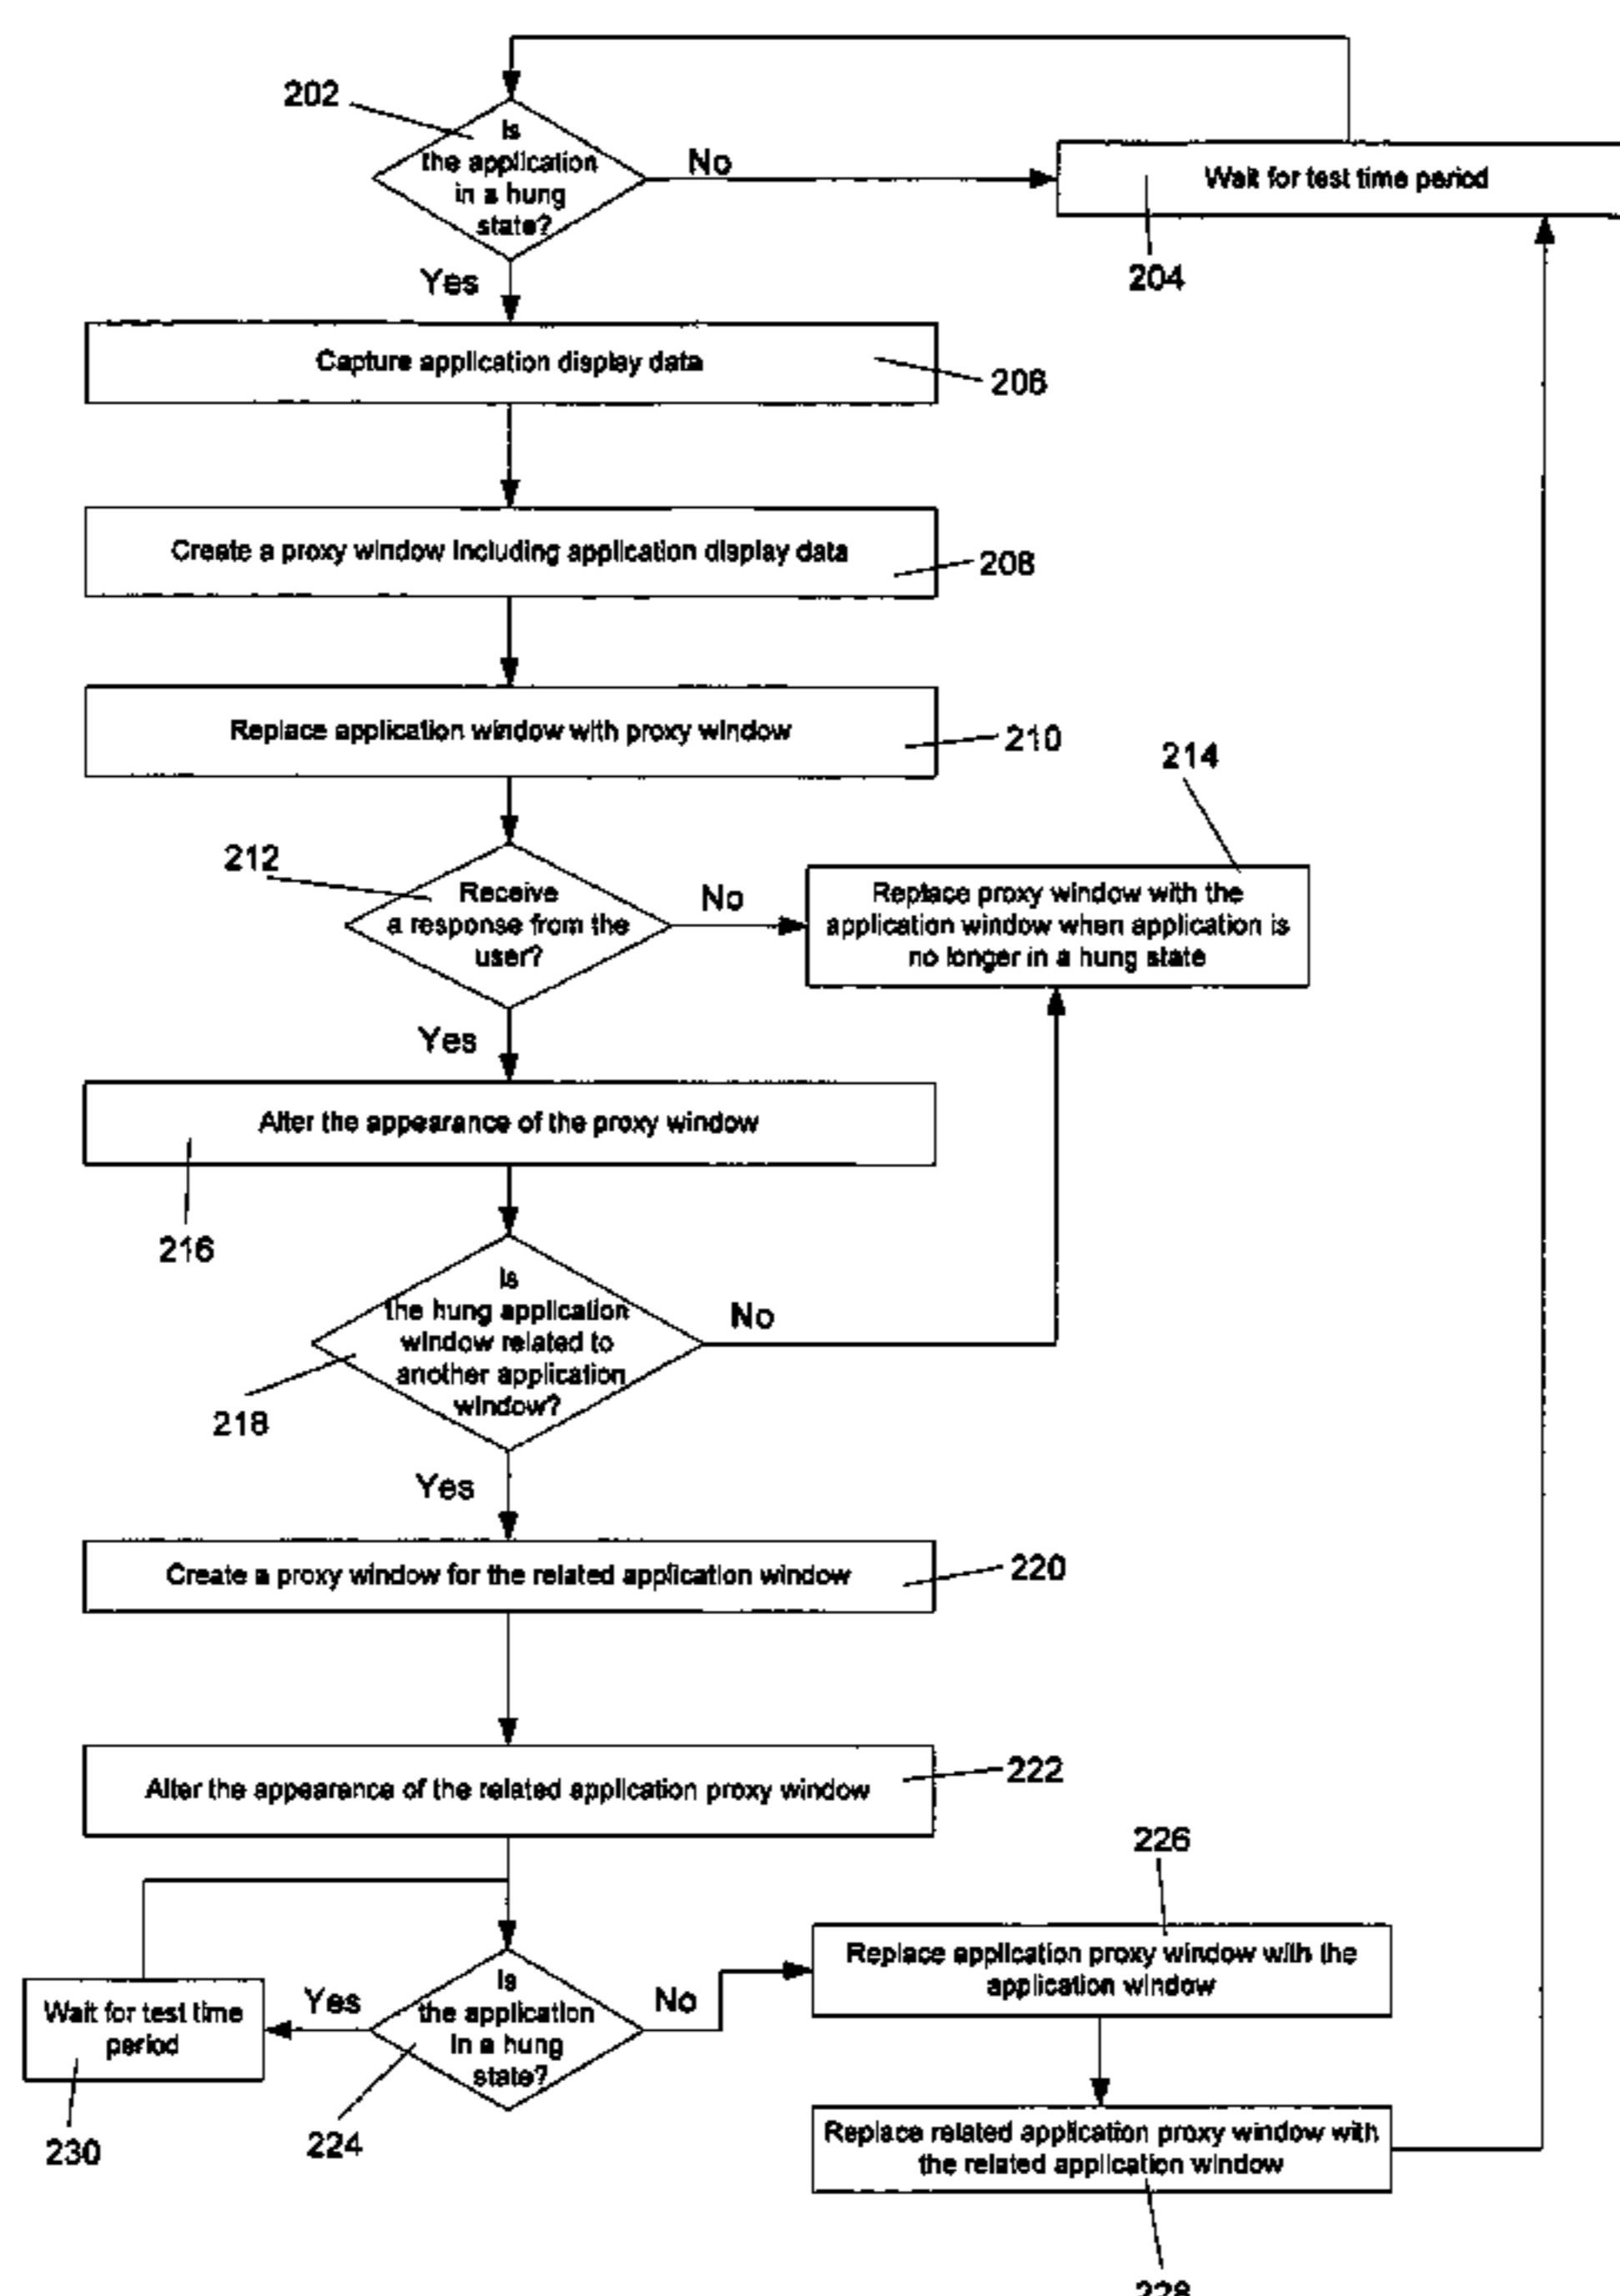 202
Is
the application
in a hung
state?
No
Wait for test time period
204
Yes
Capture application display data
206
Create a proxy window including application display data
208
Replace application window with proxy window
210
214
212
Receive
a response from the
user?
No
Replace proxy window with the
application window when application is
no longer in a hung state
Yes
Alter the appearance of the proxy window
216
Is
the hung application
window related to
another application
window?
No
218
Yes
Create a proxy window for the related application window
220
Alter the appearance of the related application proxy window
222
226
Replace application proxy window with the
application window
Wait for test time
period
Yes
Is
the application
in a hung
state?
No
230
224
Replace related application proxy window with
the related application window
228